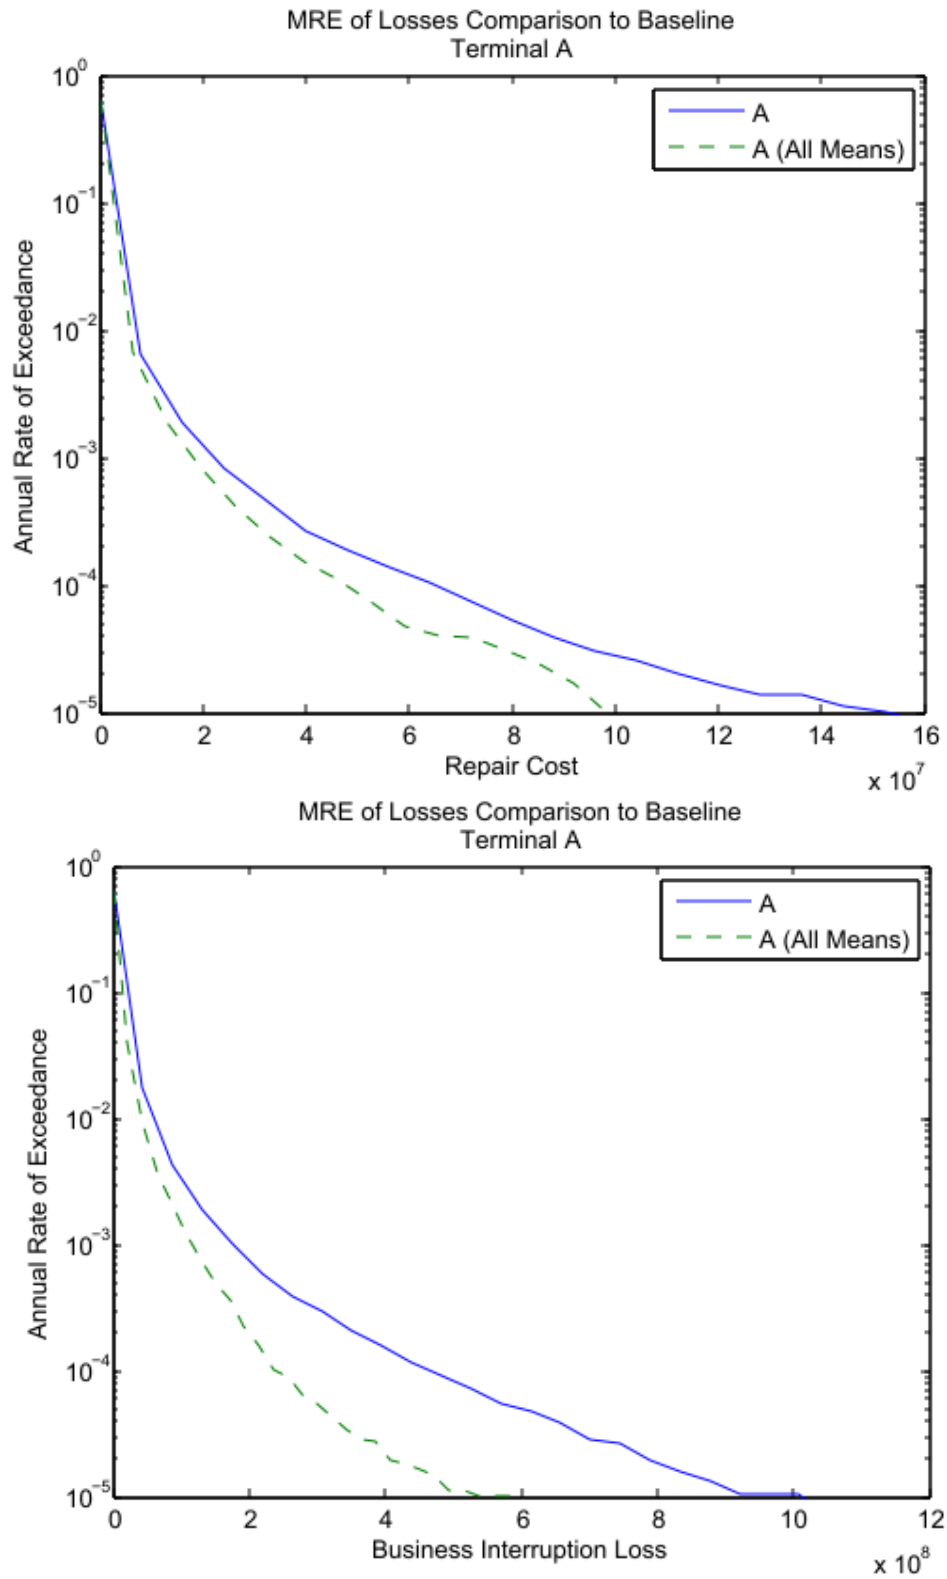 MRE of Losses Comparison to Baseline
Terminal A
A
A (All Means)
10^0
10^−1
10^−2
10^−3
10^−4
10^−5
Annual Rate of Exceedance
0 2 4 6 8 10 12 14 16
Repair Cost
x 10^7
MRE of Losses Comparison to Baseline
Terminal A
A
A (All Means)
10^0
10^−1
10^−2
10^−3
10^−4
10^−5
Annual Rate of Exceedance
0 2 4 6 8 10 12
Business Interruption Loss
x 10^8